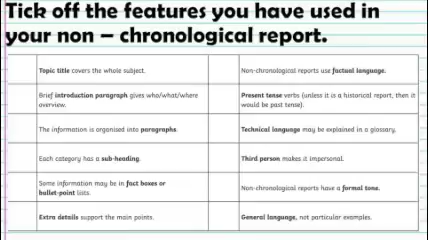 Tick off the features you have used in
your non – chronological report.
Topic title covers the whole subject.
Non-chronological reports use factual language.
Brief introduction paragraph gives who/what/where
overview.
Present tense verbs (unless it is a historical report, then it
would be past tense).
The information is organised into paragraphs.
Technical language may be explained in a glossary.
Each category has a sub-heading.
Third person makes it impersonal.
Some information may be in fact boxes or
bullet-point lists.
Non-chronological reports have a formal tone.
Extra details support the main points.
General language, not particular examples.